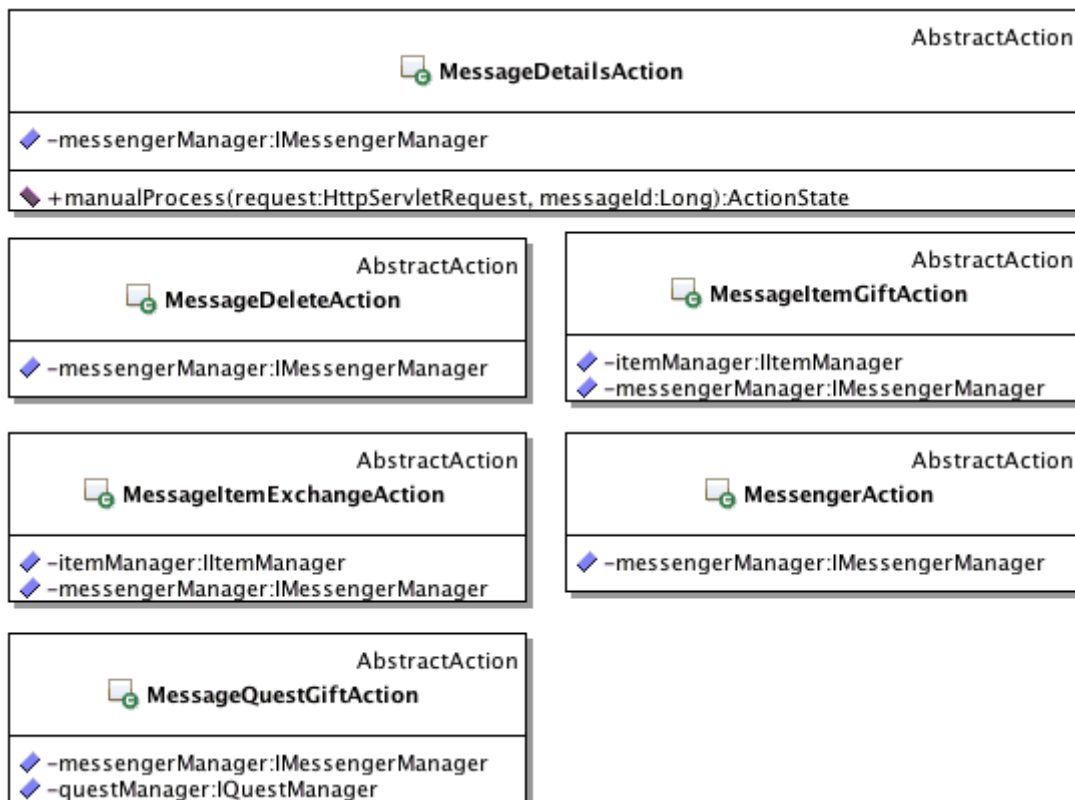 AbstractAction
MessageDetailsAction
-messengerManager:IMessengerManager
+manualProcess(request:HttpServletRequest, messageId:Long):ActionState
AbstractAction
MessageDeleteAction
-messengerManager:IMessengerManager
AbstractAction
MessageItemGiftAction
-itemManager:IItemManager
-messengerManager:IMessengerManager
AbstractAction
MessageItemExchangeAction
-itemManager:IItemManager
-messengerManager:IMessengerManager
AbstractAction
MessengerAction
-messengerManager:IMessengerManager
AbstractAction
MessageQuestGiftAction
-messengerManager:IMessengerManager
-questManager:IQuestManager